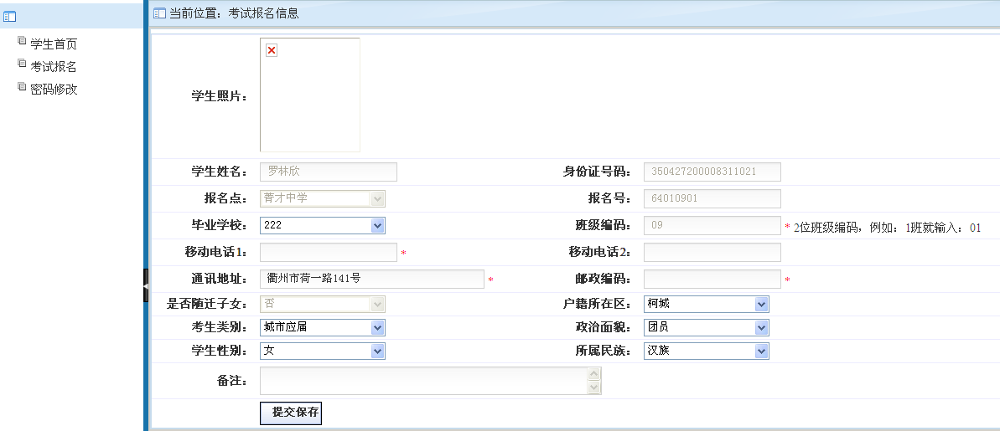 当前位置：考试报名信息
学生首页
考试报名
密码修改
学生照片：
学生姓名： 罗林欣 身份证号码： 350427200008311021
报名点： 菁才中学 报名号： 64010901
毕业学校： 222 班级编码： 09 * 2位班级编码，例如：1班就输入：01
移动电话1： * 移动电话2：
通讯地址： 衢州市荷一路141号 * 邮政编码： *
是否随迁子女： 否 户籍所在区： 柯城
考生类别： 城市应届 政治面貌： 团员
学生性别： 女 所属民族： 汉族
备注：
提交保存